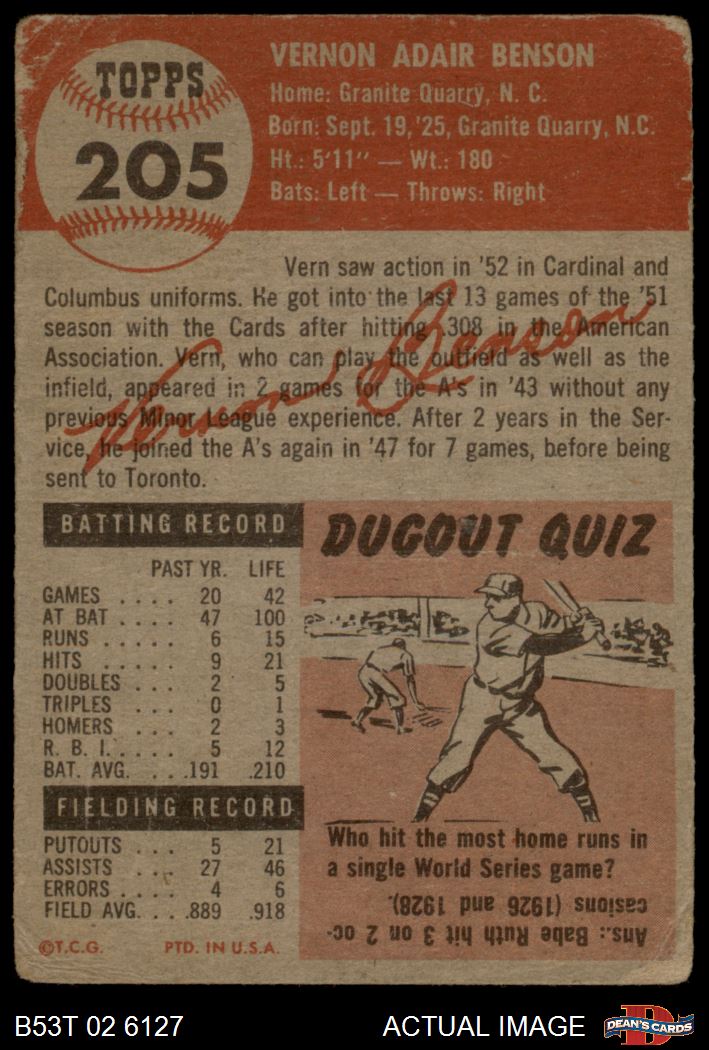 TOPPS
205
VERNON ADAIR BENSON
Home: Granite Quarry, N. C.
Born: Sept. 19,'25, Granite Quarry, N.C.
Ht.: 5'11" — Wt.: 180
Bats: Left — Throws: Right
Vern saw action in '52 in Cardinal and
Columbus uniforms. He got into the last 13 games of the '51
season with the Cards after hitting .308 in the American
Association. Vern, who can play the outfield as well as the
infield, appeared in 2 games for the A's in '43 without any
previous Minor League experience. After 2 years in the Ser-
vice, he joined the A's again in '47 for 7 games, before being
sent to Toronto.
Vernon Benson
BATTING RECORD
PAST YR. LIFE
GAMES .... 20 42
AT BAT .... 47 100
RUNS ..... 6 15
HITS ..... 9 21
DOUBLES ... 2 5
TRIPLES ... 0 1
HOMERS ... 2 3
R. B. I. .... 5 12
BAT. AVG. ... .191 .210
FIELDING RECORD
PUTOUTS ... 5 21
ASSISTS ... 27 46
ERRORS .... 4 6
FIELD AVG. ... .889 .918
©T.C.G. PTD. IN U.S.A.
DUGOUT QUIZ
Who hit the most home runs in
a single World Series game?
Ans.: Babe Ruth hit 3 on 2 oc-
casions (1926 and 1928).
B53T 02 6127
ACTUAL IMAGE
D
DEAN'S CARDS